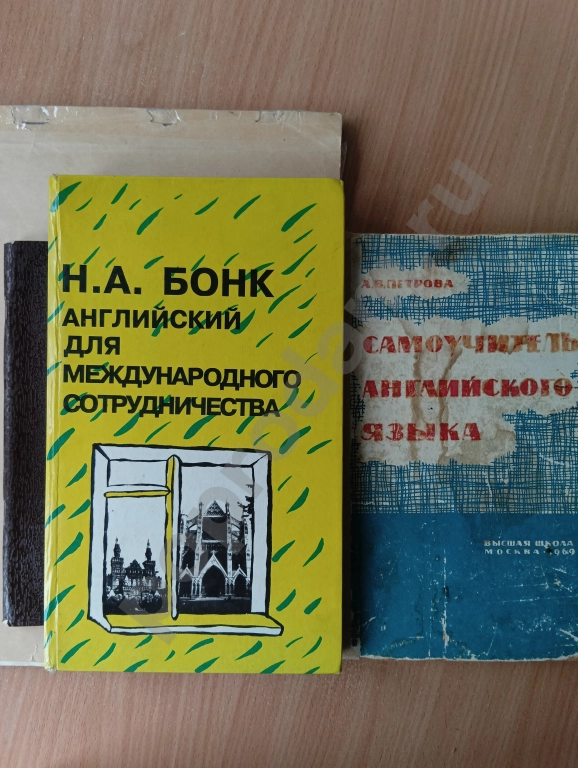 Н.А. БОНК
АНГЛИЙСКИЙ
ДЛЯ
МЕЖДУНАРОДНОГО
СОТРУДНИЧЕСТВА
А.В.ПЕТРОВА
САМОУЧИТЕЛЬ
АНГЛИЙСКОГО
ЯЗЫКА
ВЫСШАЯ ШКОЛА
МОСКВА • 1969